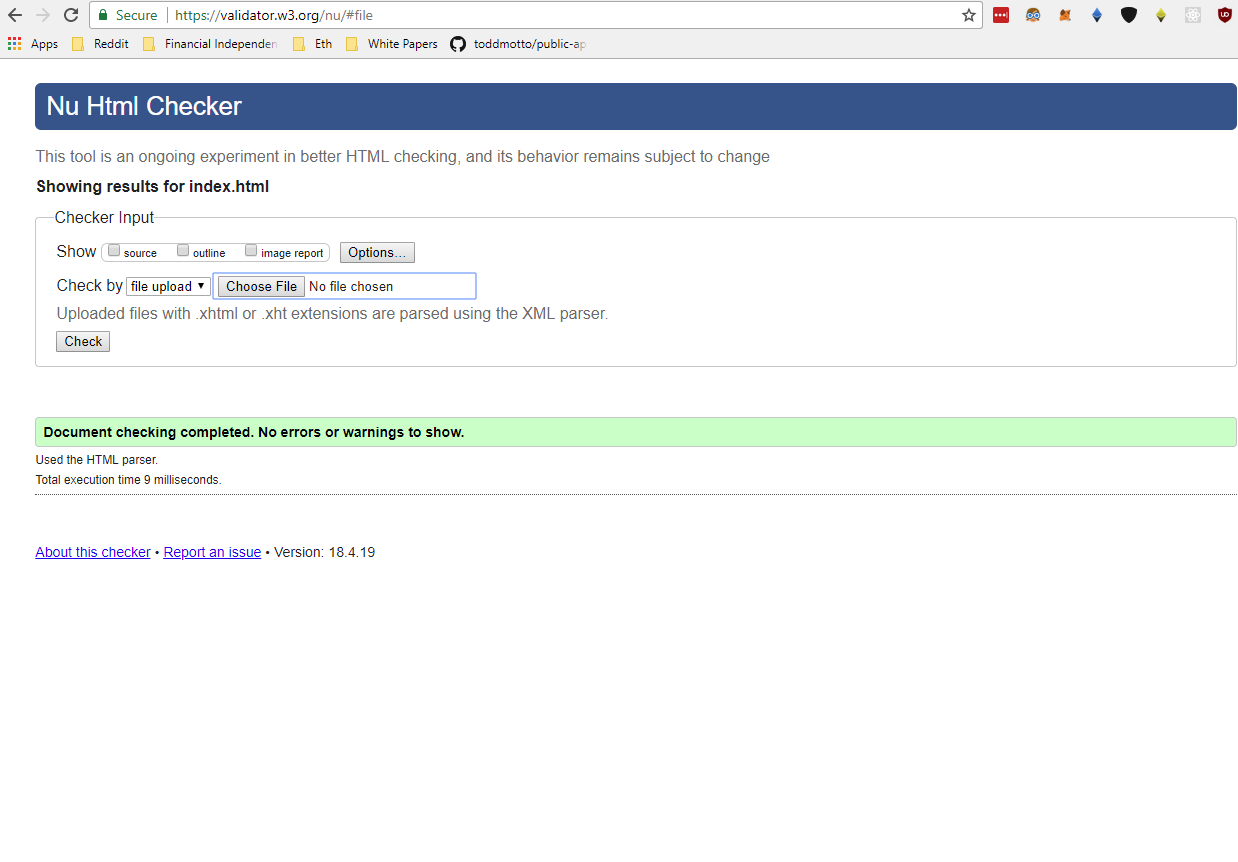 Secure https://validator.w3.org/nu/#file
Apps Reddit Financial Independen Eth White Papers toddmotto/public-ap
Nu Html Checker
This tool is an ongoing experiment in better HTML checking, and its behavior remains subject to change
Showing results for index.html
Checker Input
Show source outline image report Options...
Check by file upload Choose File No file chosen
Uploaded files with .xhtml or .xht extensions are parsed using the XML parser.
Check
Document checking completed. No errors or warnings to show.
Used the HTML parser.
Total execution time 9 milliseconds.
About this checker • Report an issue • Version: 18.4.19